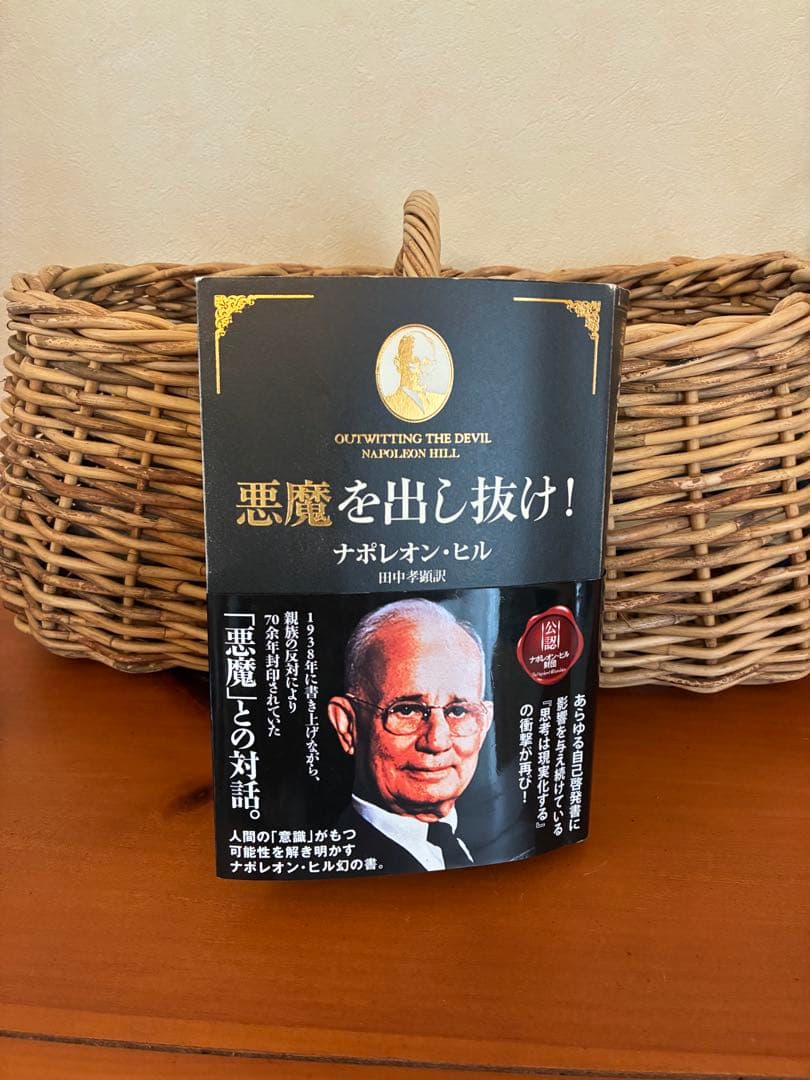 OUTWITTING THE DEVIL
NAPOLEON HILL
悪魔を出し抜け!
ナポレオン・ヒル
田中孝顕訳
公認
ナポレオン・ヒル
財団
あらゆる自己啓発書に
影響を与え続けている
『思考は現実化する』
の衝撃が再び!
1938年に書き上げながら、
親族の反対により
70余年封印されていた
「悪魔」との対話。
人間の「意識」がもつ
可能性を解き明かす
ナポレオン・ヒル幻の書。